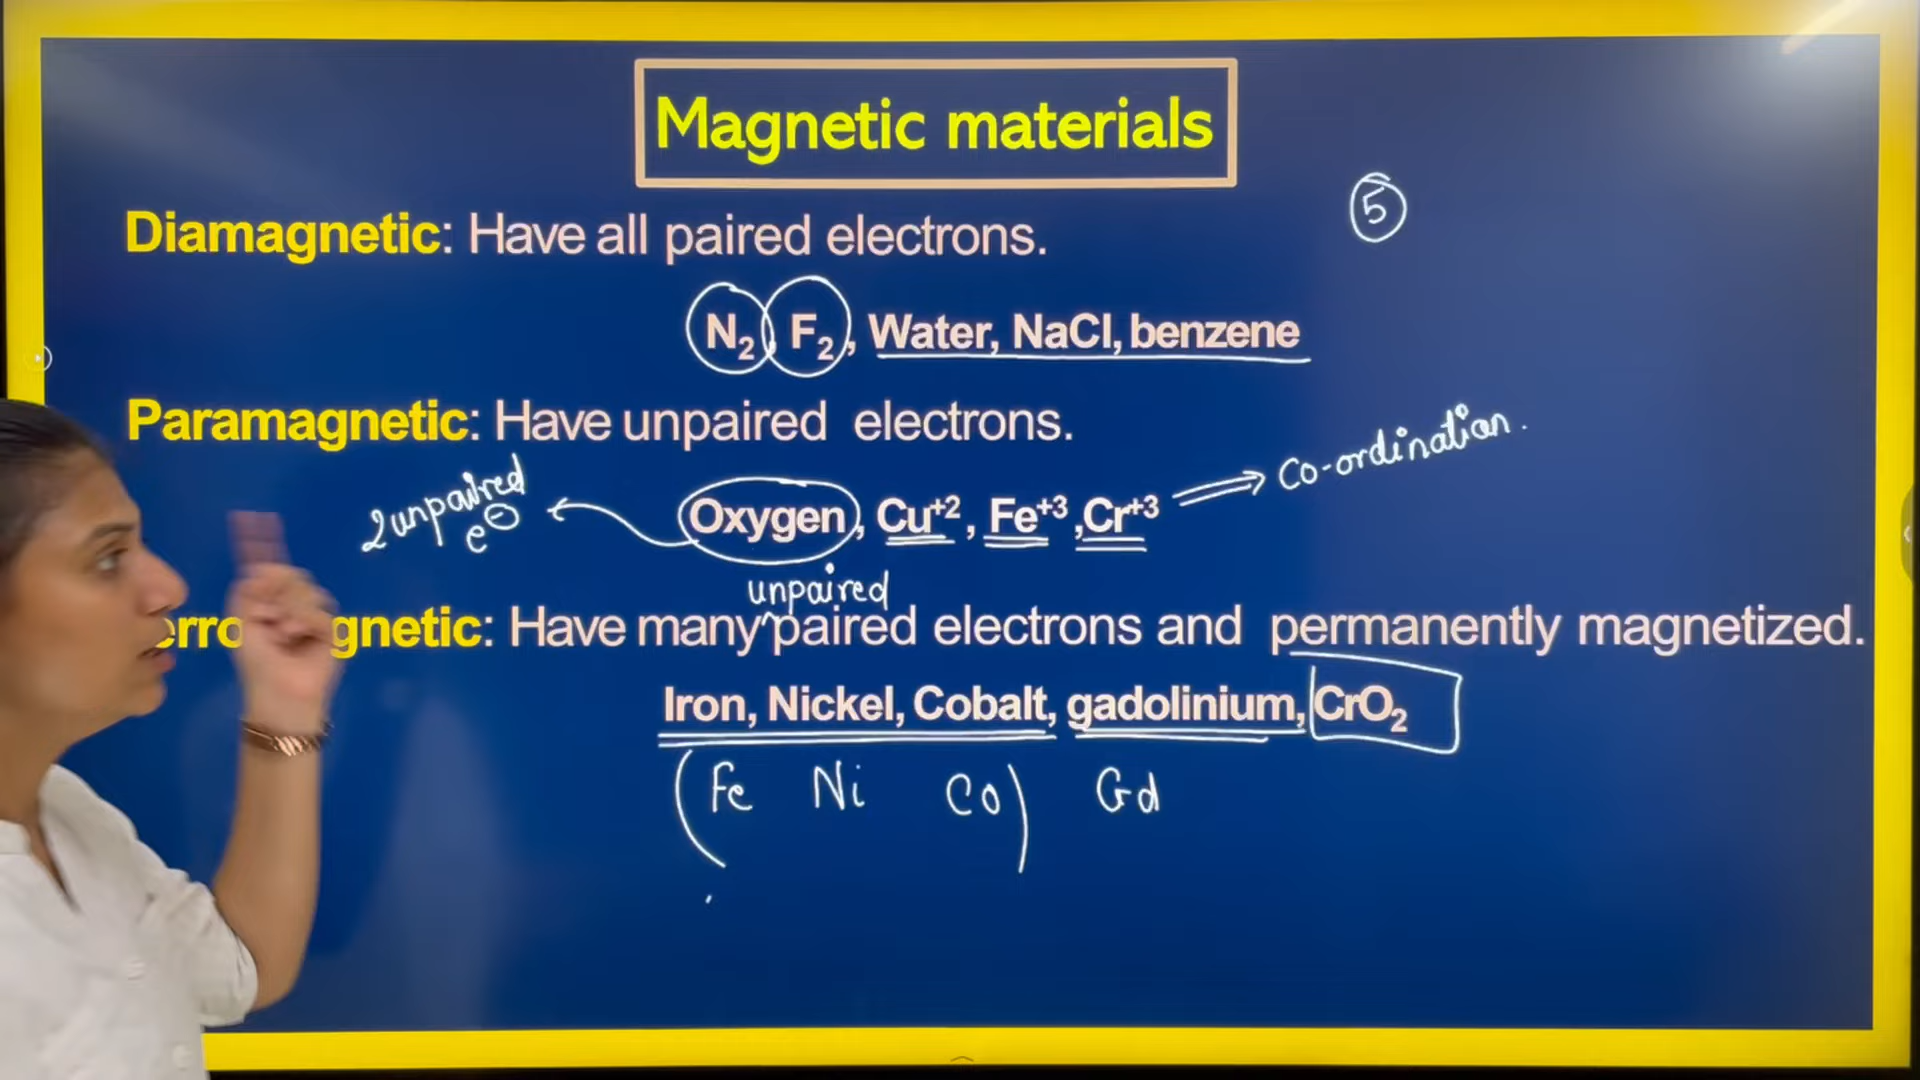 Magnetic materials
5
Diamagnetic: Have all paired electrons.
N₂, F₂, Water, NaCl, benzene
Paramagnetic: Have unpaired electrons.
Co-ordination.
2 unpaired e⊖
Oxygen, Cu⁺², Fe⁺³, Cr⁺³
unpaired
erro gnetic: Have many ^ paired electrons and permanently magnetized.
Iron, Nickel, Cobalt, gadolinium, CrO₂
(Fe Ni Co) Gd